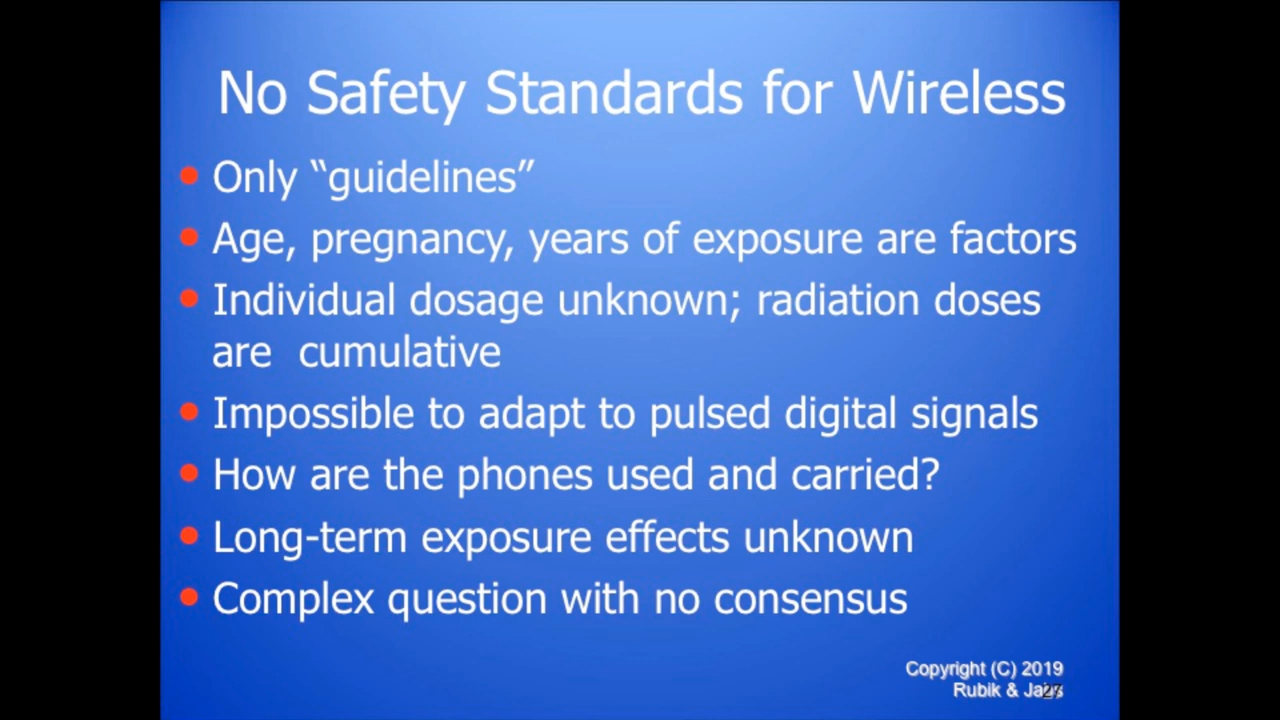 No Safety Standards for Wireless
Only “guidelines”
Age, pregnancy, years of exposure are factors
Individual dosage unknown; radiation doses
are cumulative
Impossible to adapt to pulsed digital signals
How are the phones used and carried?
Long-term exposure effects unknown
Complex question with no consensus
Copyright (C) 2019
Rubik & 
27